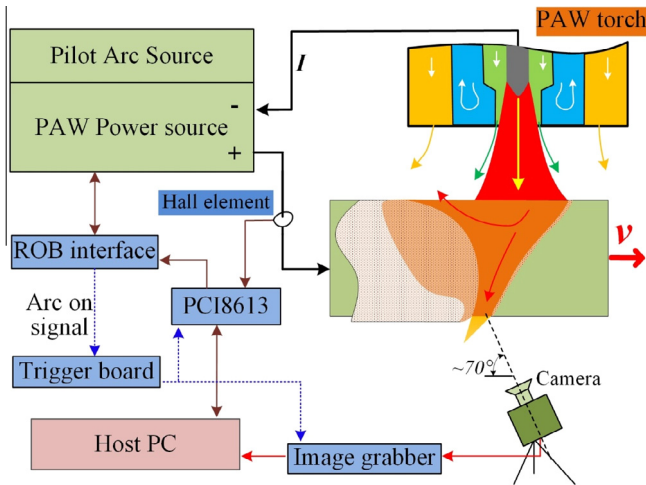 PAW torch
Pilot Arc Source
I
PAW Power source
-
+
Hall element
ROB interface
v
Arc on
signal
PCI8613
Trigger board
~70°
Camera
Host PC
Image grabber